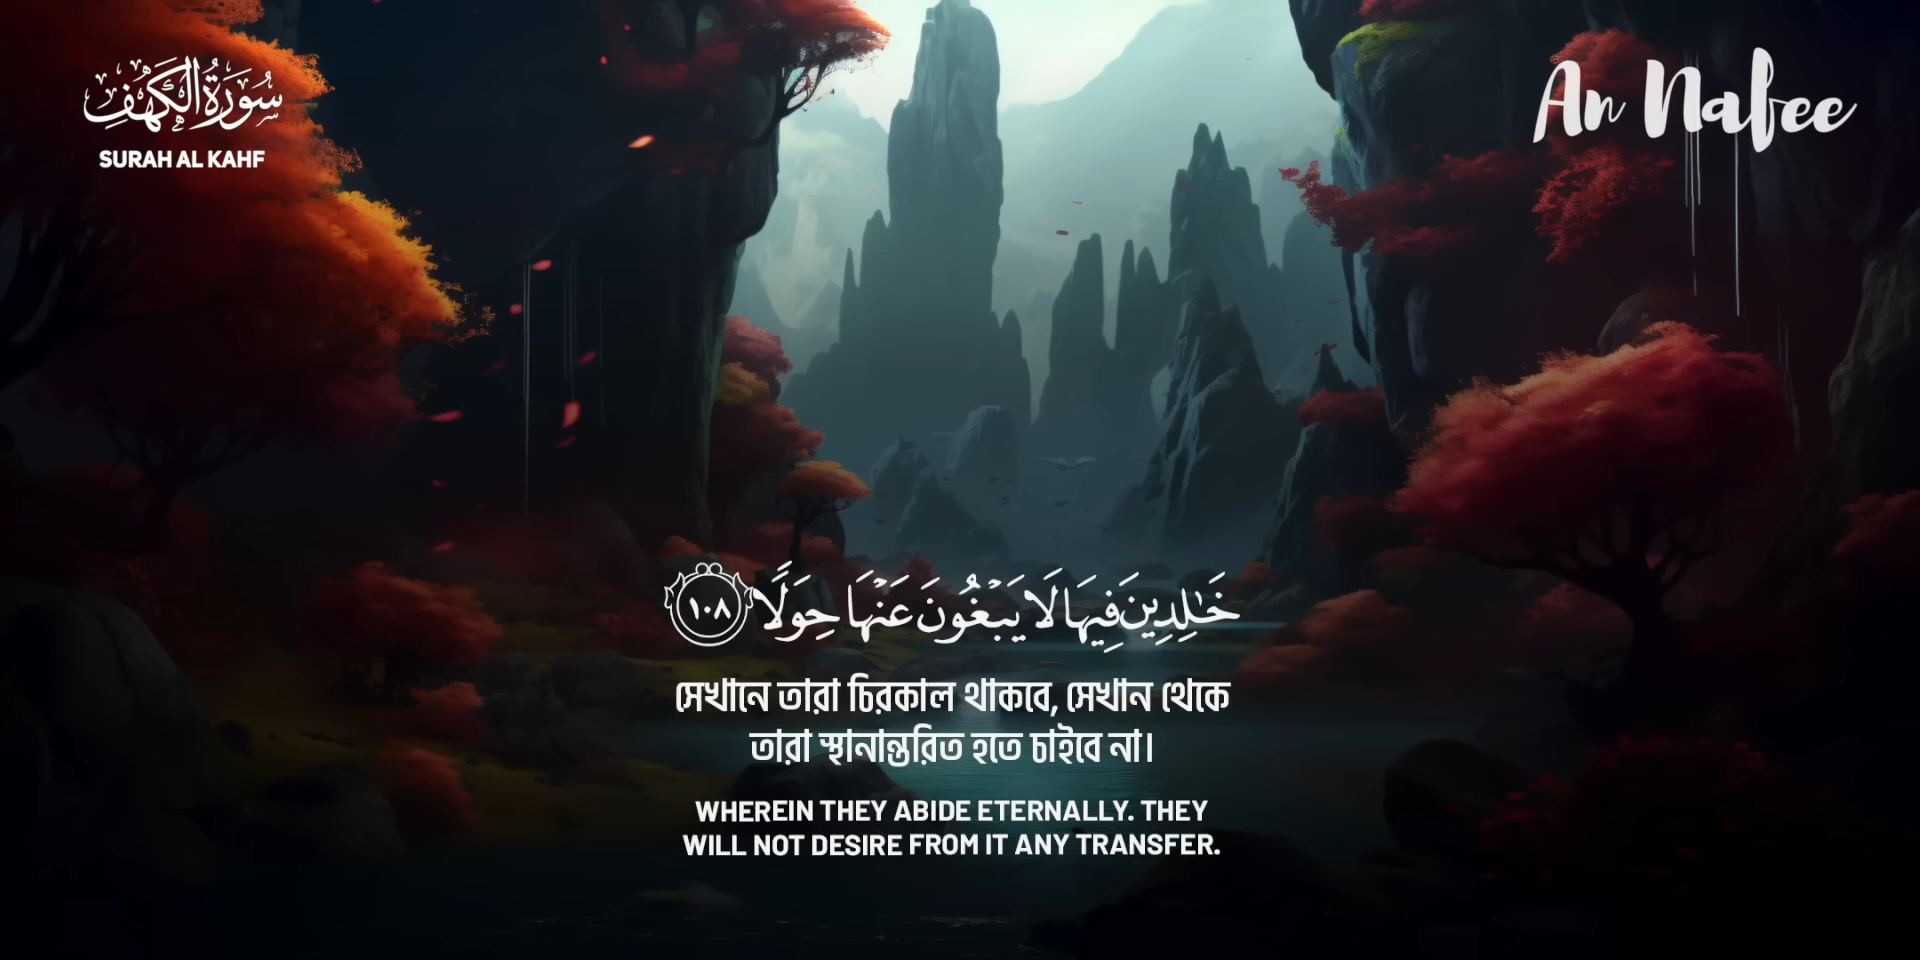 سُورَةُ الكَهْفِ
SURAH AL KAHF
An Nafee
خَٰلِدِينَ فِيهَا لَا يَبۡغُونَ عَنۡهَا حِوَلًا ١٠٨
সেখানে তারা চিরকাল থাকবে, সেখান থেকে
তারা স্থানান্তরিত হতে চাইবে না।
WHEREIN THEY ABIDE ETERNALLY. THEY
WILL NOT DESIRE FROM IT ANY TRANSFER.